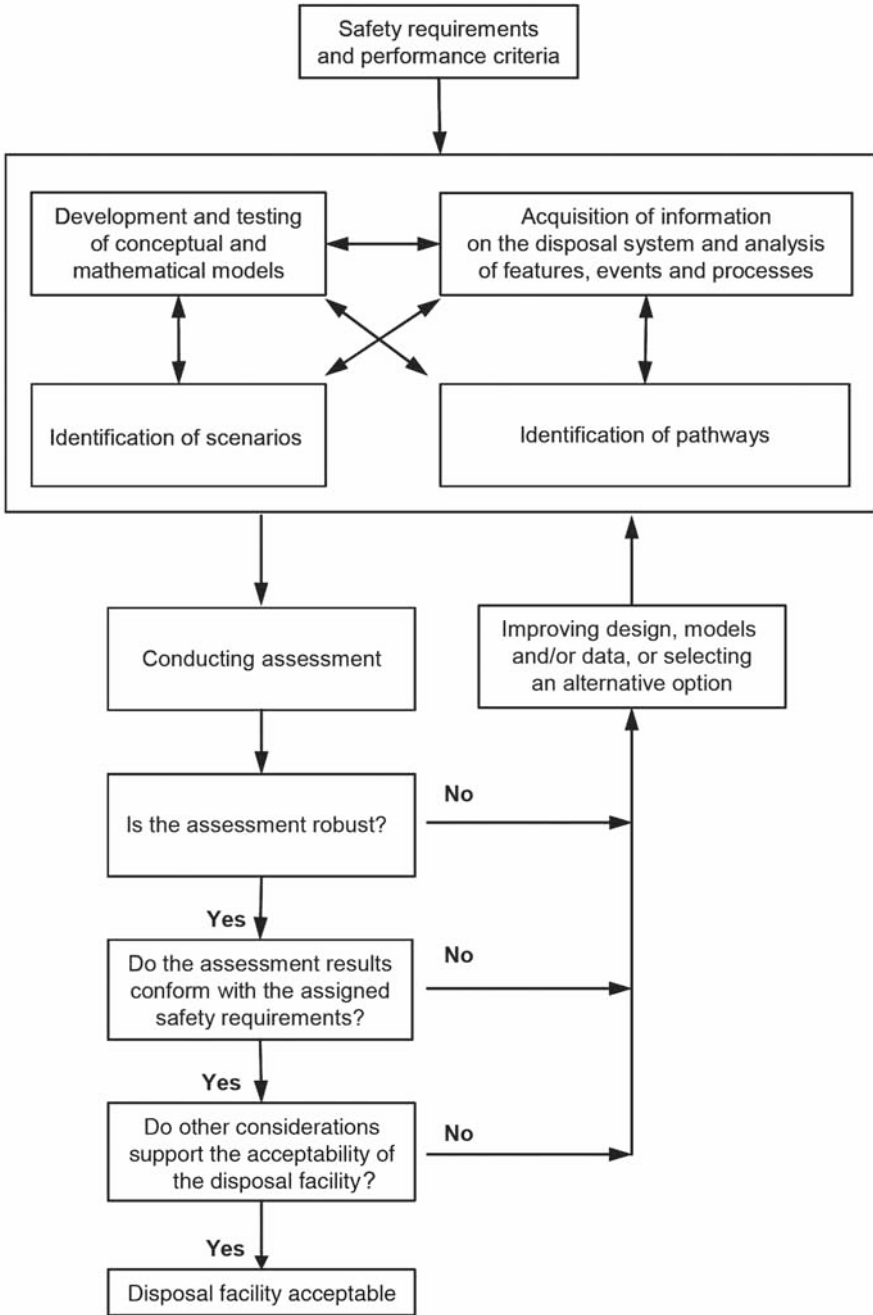 Safety requirements
and performance criteria
Development and testing
of conceptual and
mathematical models
Acquisition of information
on the disposal system and analysis
of features, events and processes
Identification of scenarios
Identification of pathways
Conducting assessment
Improving design, models
and/or data, or selecting
an alternative option
Is the assessment robust?
No
Yes
Do the assessment results
conform with the assigned
safety requirements?
No
Yes
Do other considerations
support the acceptability of
the disposal facility?
No
Yes
Disposal facility acceptable